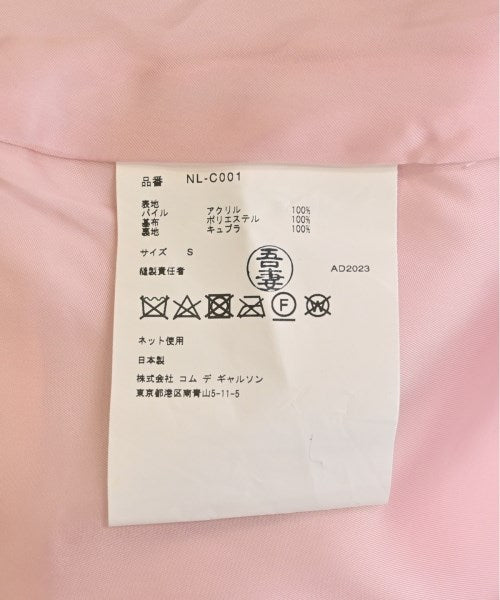 品番 NL-C001
表地
パイル アクリル 100%
基布 ポリエステル 100%
裏地 キュプラ 100%
サイズ S
縫製責任者 吾妻 AD2023
F W
ネット使用
日本製
株式会社 コム デ ギャルソン
東京都港区南青山5-11-5